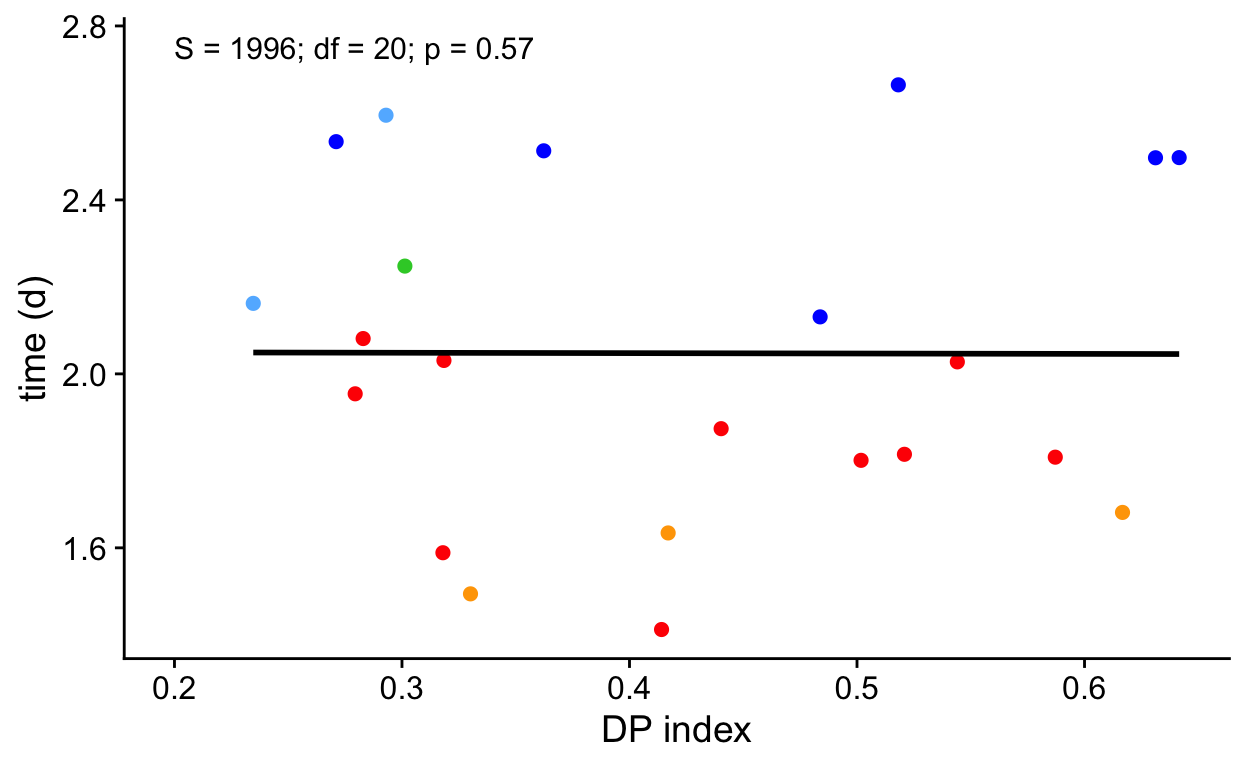 S = 1996; df = 20; p = 0.57
2.8
2.4
2.0
1.6
time (d)
0.2 0.3 0.4 0.5 0.6
DP index